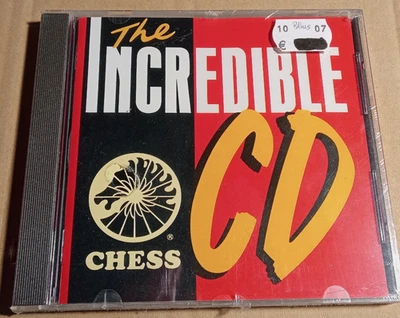 The
INCREDIBLE
CD
®
CHESS
10 Blues 07
€